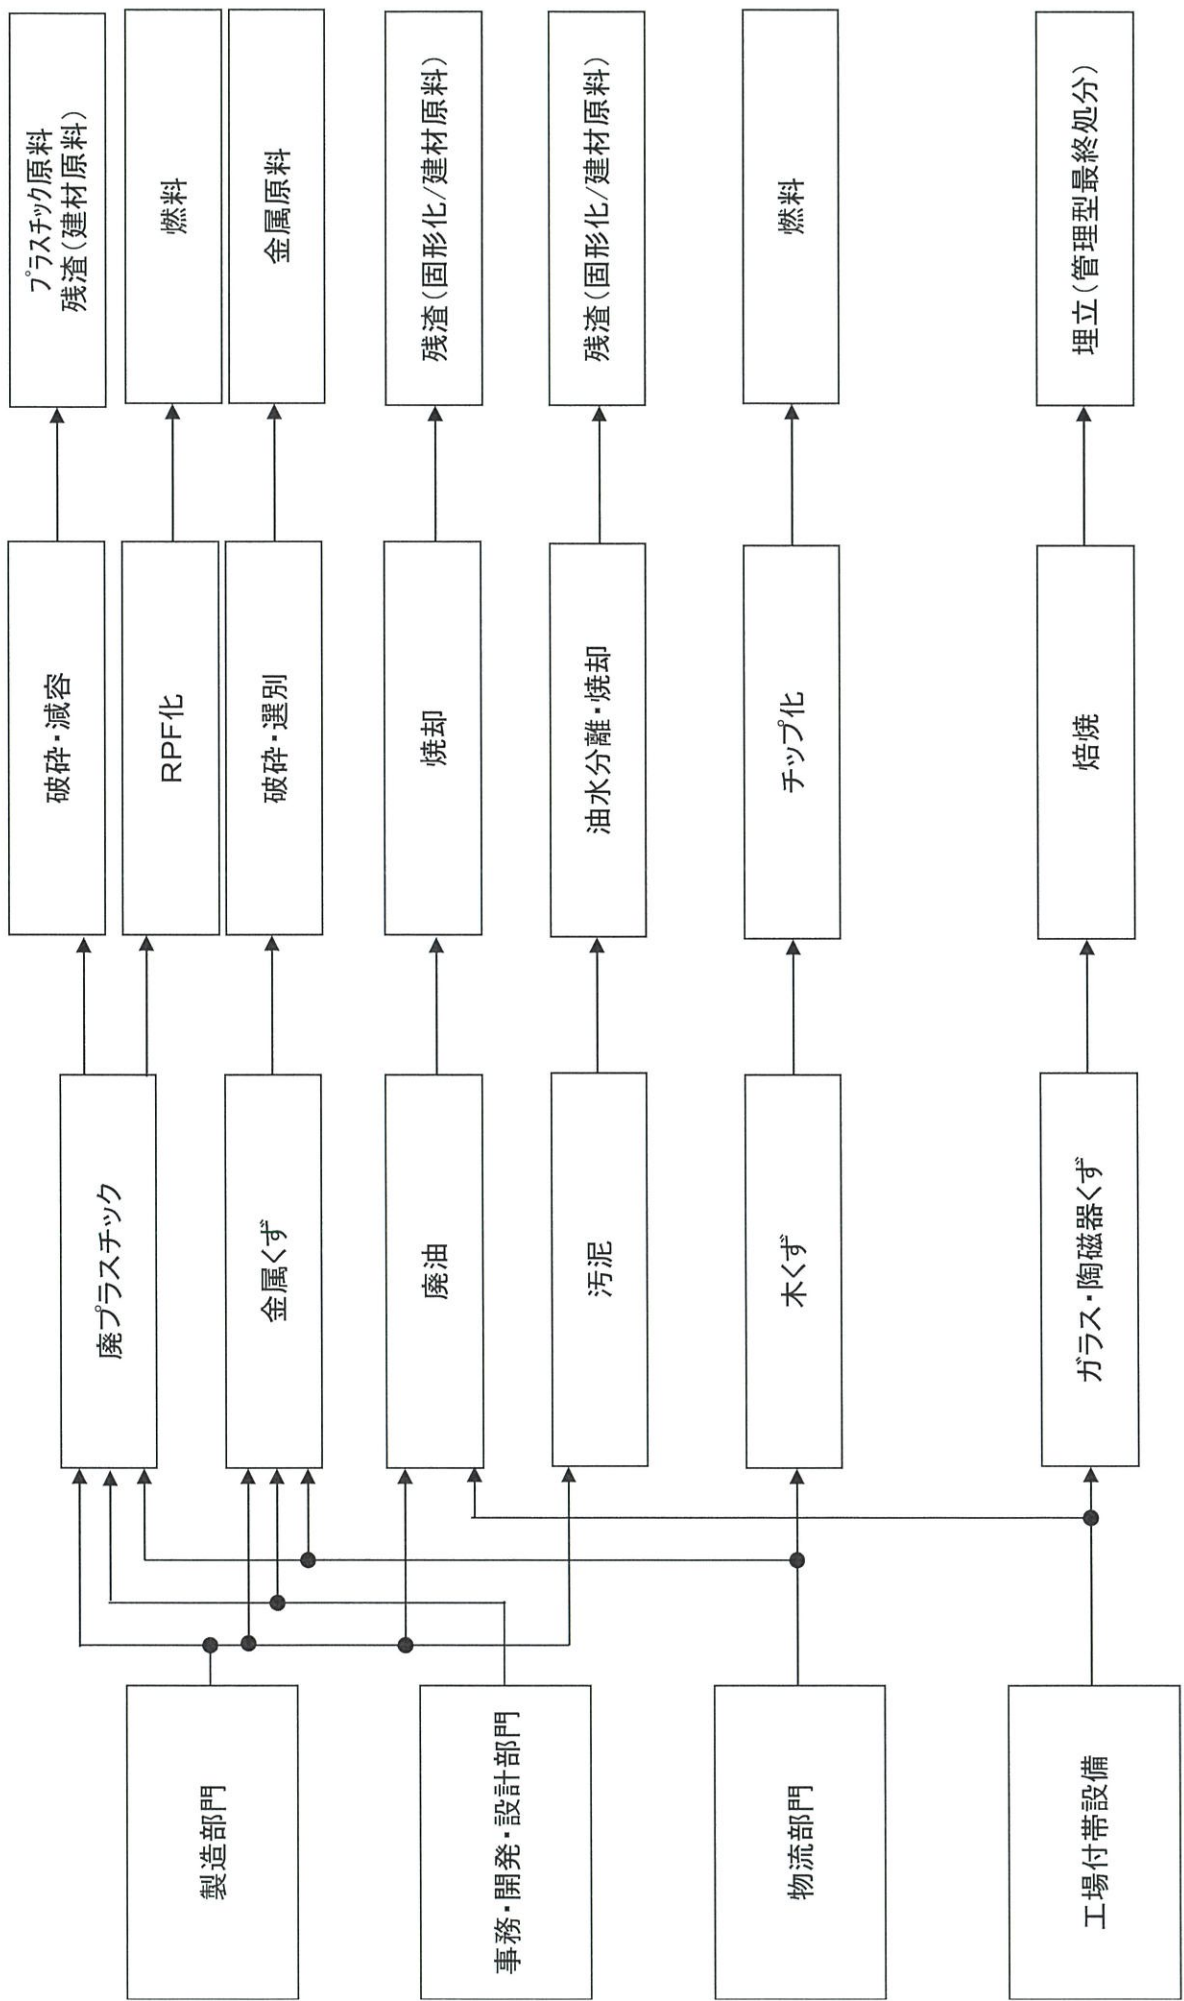 製造部門
事務・開発・設計部門
物流部門
工場付帯設備
廃プラスチック
金属くず
廃油
汚泥
木くず
ガラス・陶磁器くず
破砕・減容
RPF化
破砕・選別
焼却
油水分離・焼却
チップ化
焙焼
プラスチック原料
残渣(建材原料)
燃料
金属原料
残渣(固形化/建材原料)
残渣(固形化/建材原料)
燃料
埋立(管理型最終処分)